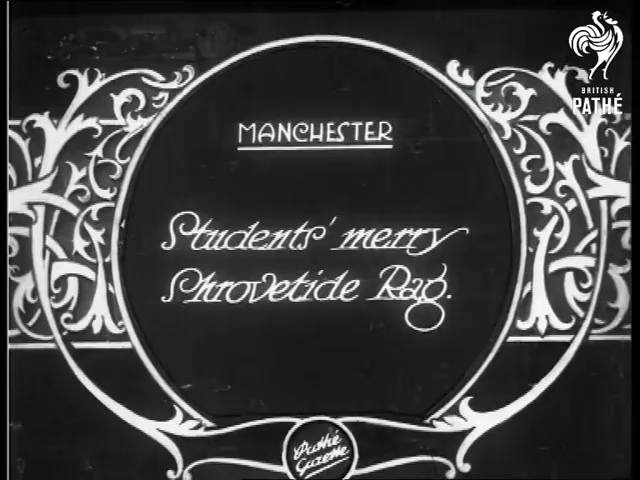 BRITISH
PATHÉ
MANCHESTER
Students' merry
Shrovetide Rag.
Pathé
Gazette